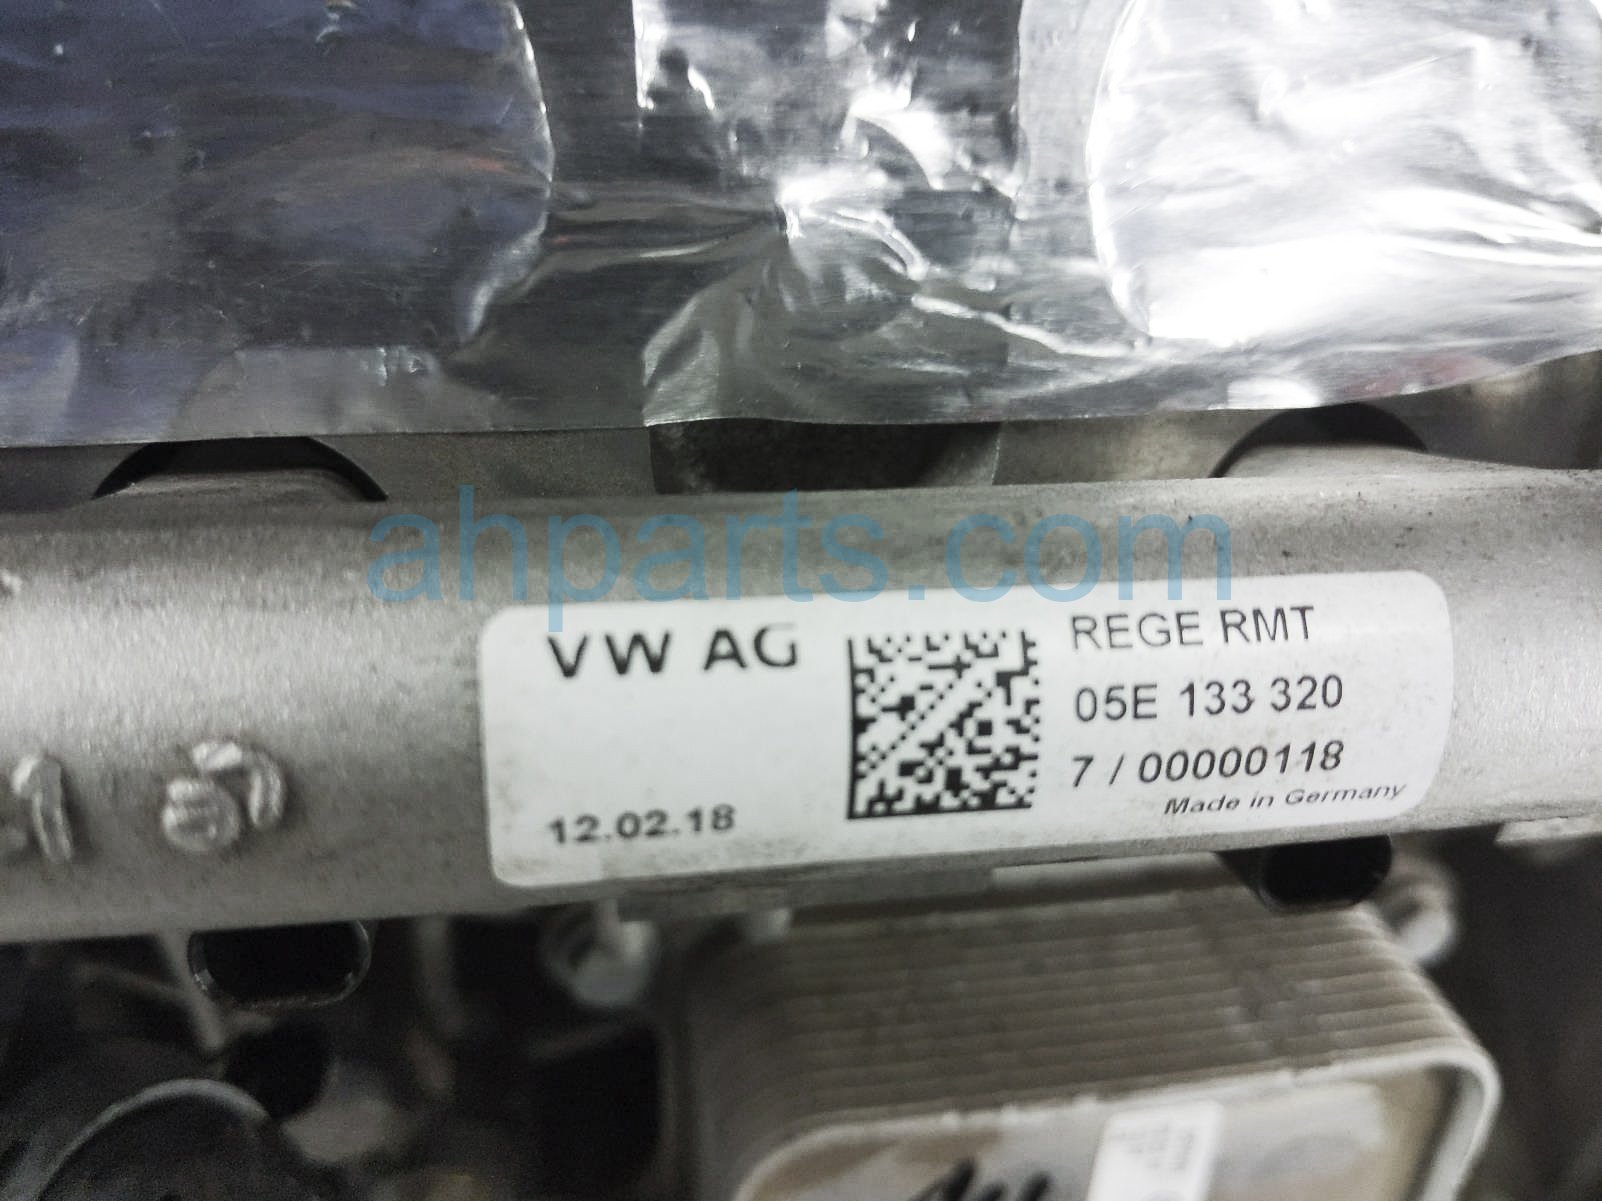 ahparts.com
VW AG
REGE RMT
05E 133 320
7 / 00000118
Made in Germany
12.02.18